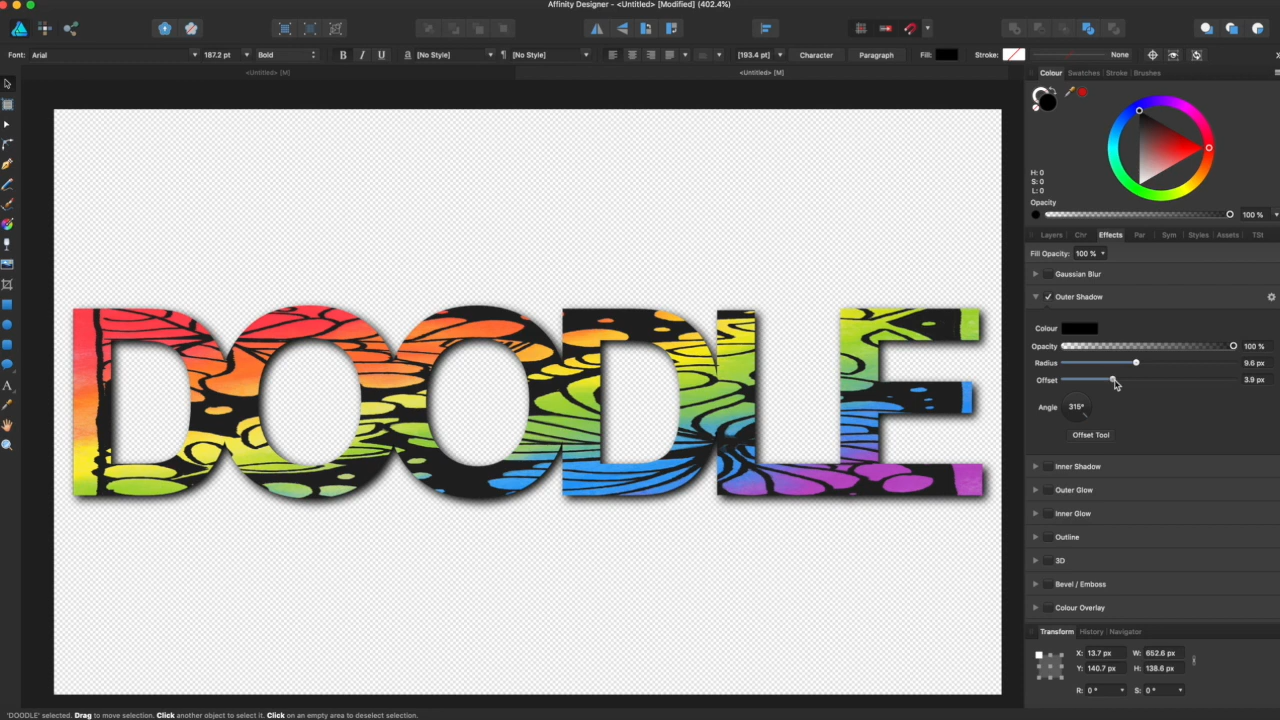 Affinity Designer - <Untitled> [Modified] (402.4%)
Font: Arial 187.2 pt Bold B I U a [No Style] ¶ [No Style] [193.4 pt] Character Paragraph Fill: Stroke: None
<Untitled> [M] <Untitled> [M]
Colour Swatches Stroke Brushes
H: 0
S: 0
L: 0
Opacity
100 %
Layers Chr Effects Par Sym Styles Assets TSt
Fill Opacity: 100 %
Gaussian Blur
Outer Shadow
Colour
Opacity 100 %
Radius 9.6 px
Offset 3.9 px
Angle 315°
Offset Tool
Inner Shadow
Outer Glow
Inner Glow
Outline
3D
Bevel / Emboss
Colour Overlay
Transform History Navigator
X: 13.7 px W: 652.6 px
Y: 140.7 px H: 138.6 px
R: 0 ° S: 0 °
DOODLE
'DOODLE' selected. Drag to move selection. Click another object to select it. Click on an empty area to deselect selection.